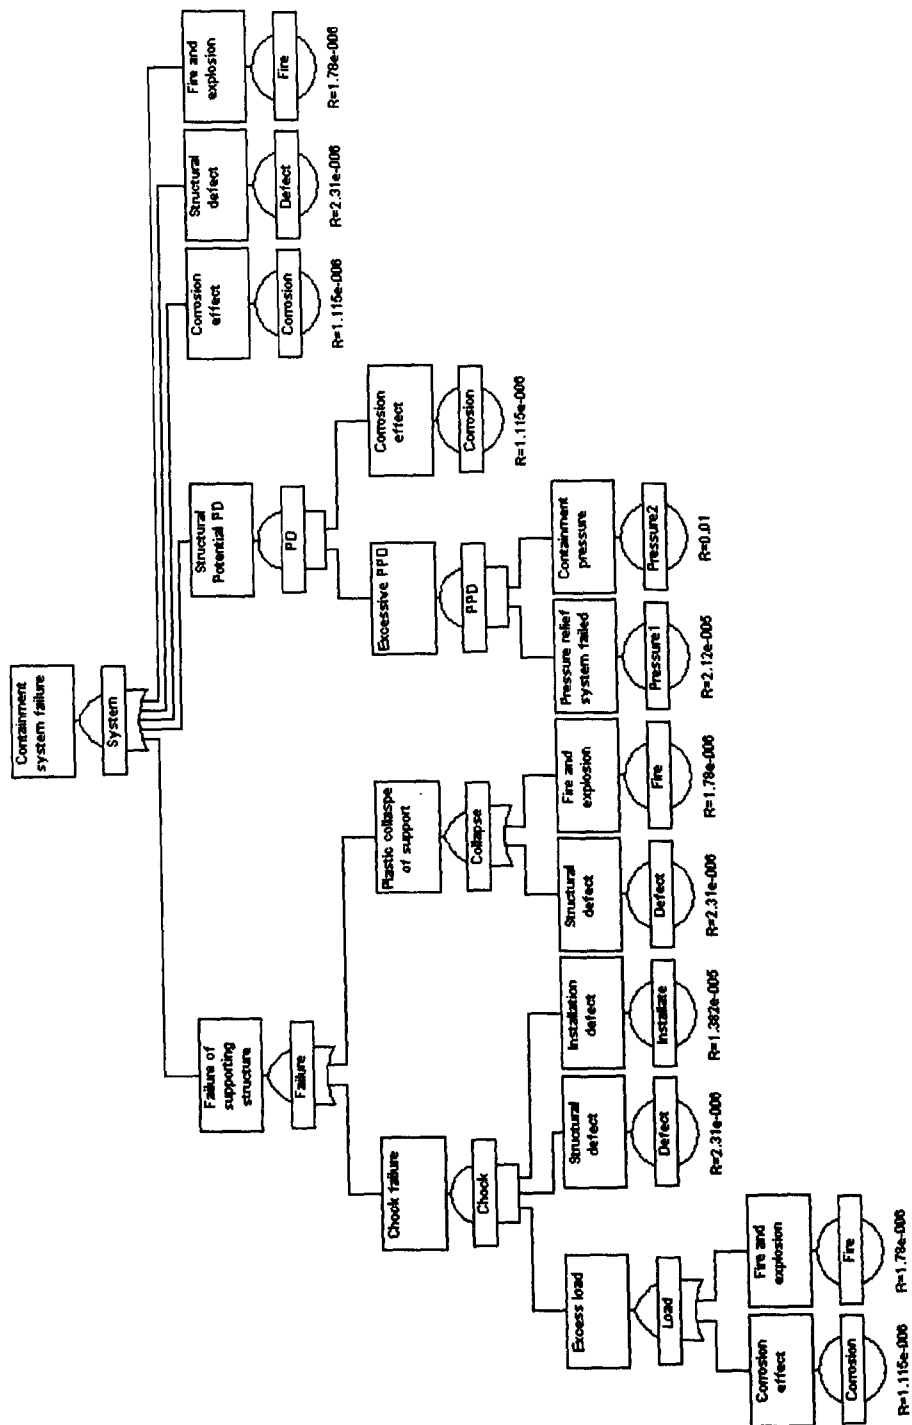 Containment
system failure
System
Failure of
supporting
structure
Failure
Structural
Potential PD
PD
Corrosion
effect
Corrosion
R=1.115e-006
Structural
defect
Defect
R=2.31e-006
Fire and
explosion
Fire
R=1.78e-006
Chock failure
Chock
Plastic collaspe
of support
Collapse
Excessive PPD
PPD
Corrosion
effect
Corrosion
R=1.115e-006
Excess load
Load
Structural
defect
Defect
R=2.31e-006
Installation
defect
Installate
R=1.382e-005
Structural
defect
Defect
R=2.31e-006
Fire and
explosion
Fire
R=1.78e-006
Pressure relief
system failed
Pressure1
R=2.12e-005
Containment
pressure
Pressure2
R=0.01
Corrosion
effect
Corrosion
R=1.115e-006
Fire and
explosion
Fire
R=1.78e-006